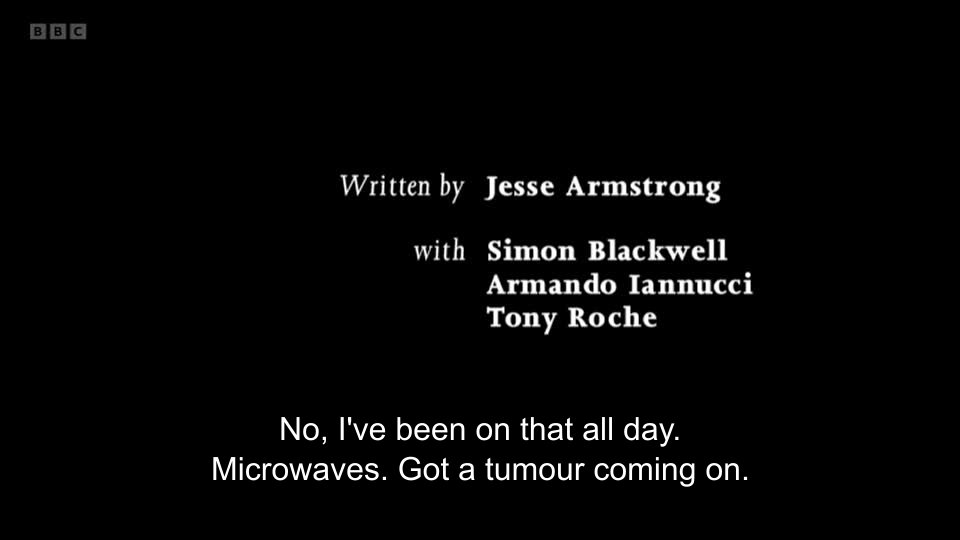 BBC
Written by Jesse Armstrong
with Simon Blackwell
Armando Iannucci
Tony Roche
No, I've been on that all day.
Microwaves. Got a tumour coming on.